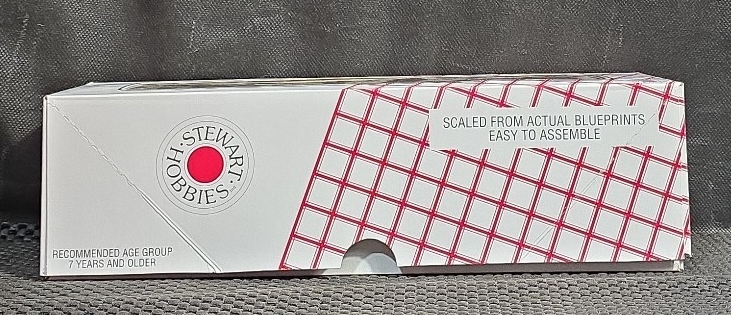 ·STEWART·
HOBBIES
SCALED FROM ACTUAL BLUEPRINTS
EASY TO ASSEMBLE
RECOMMENDED AGE GROUP
7 YEARS AND OLDER